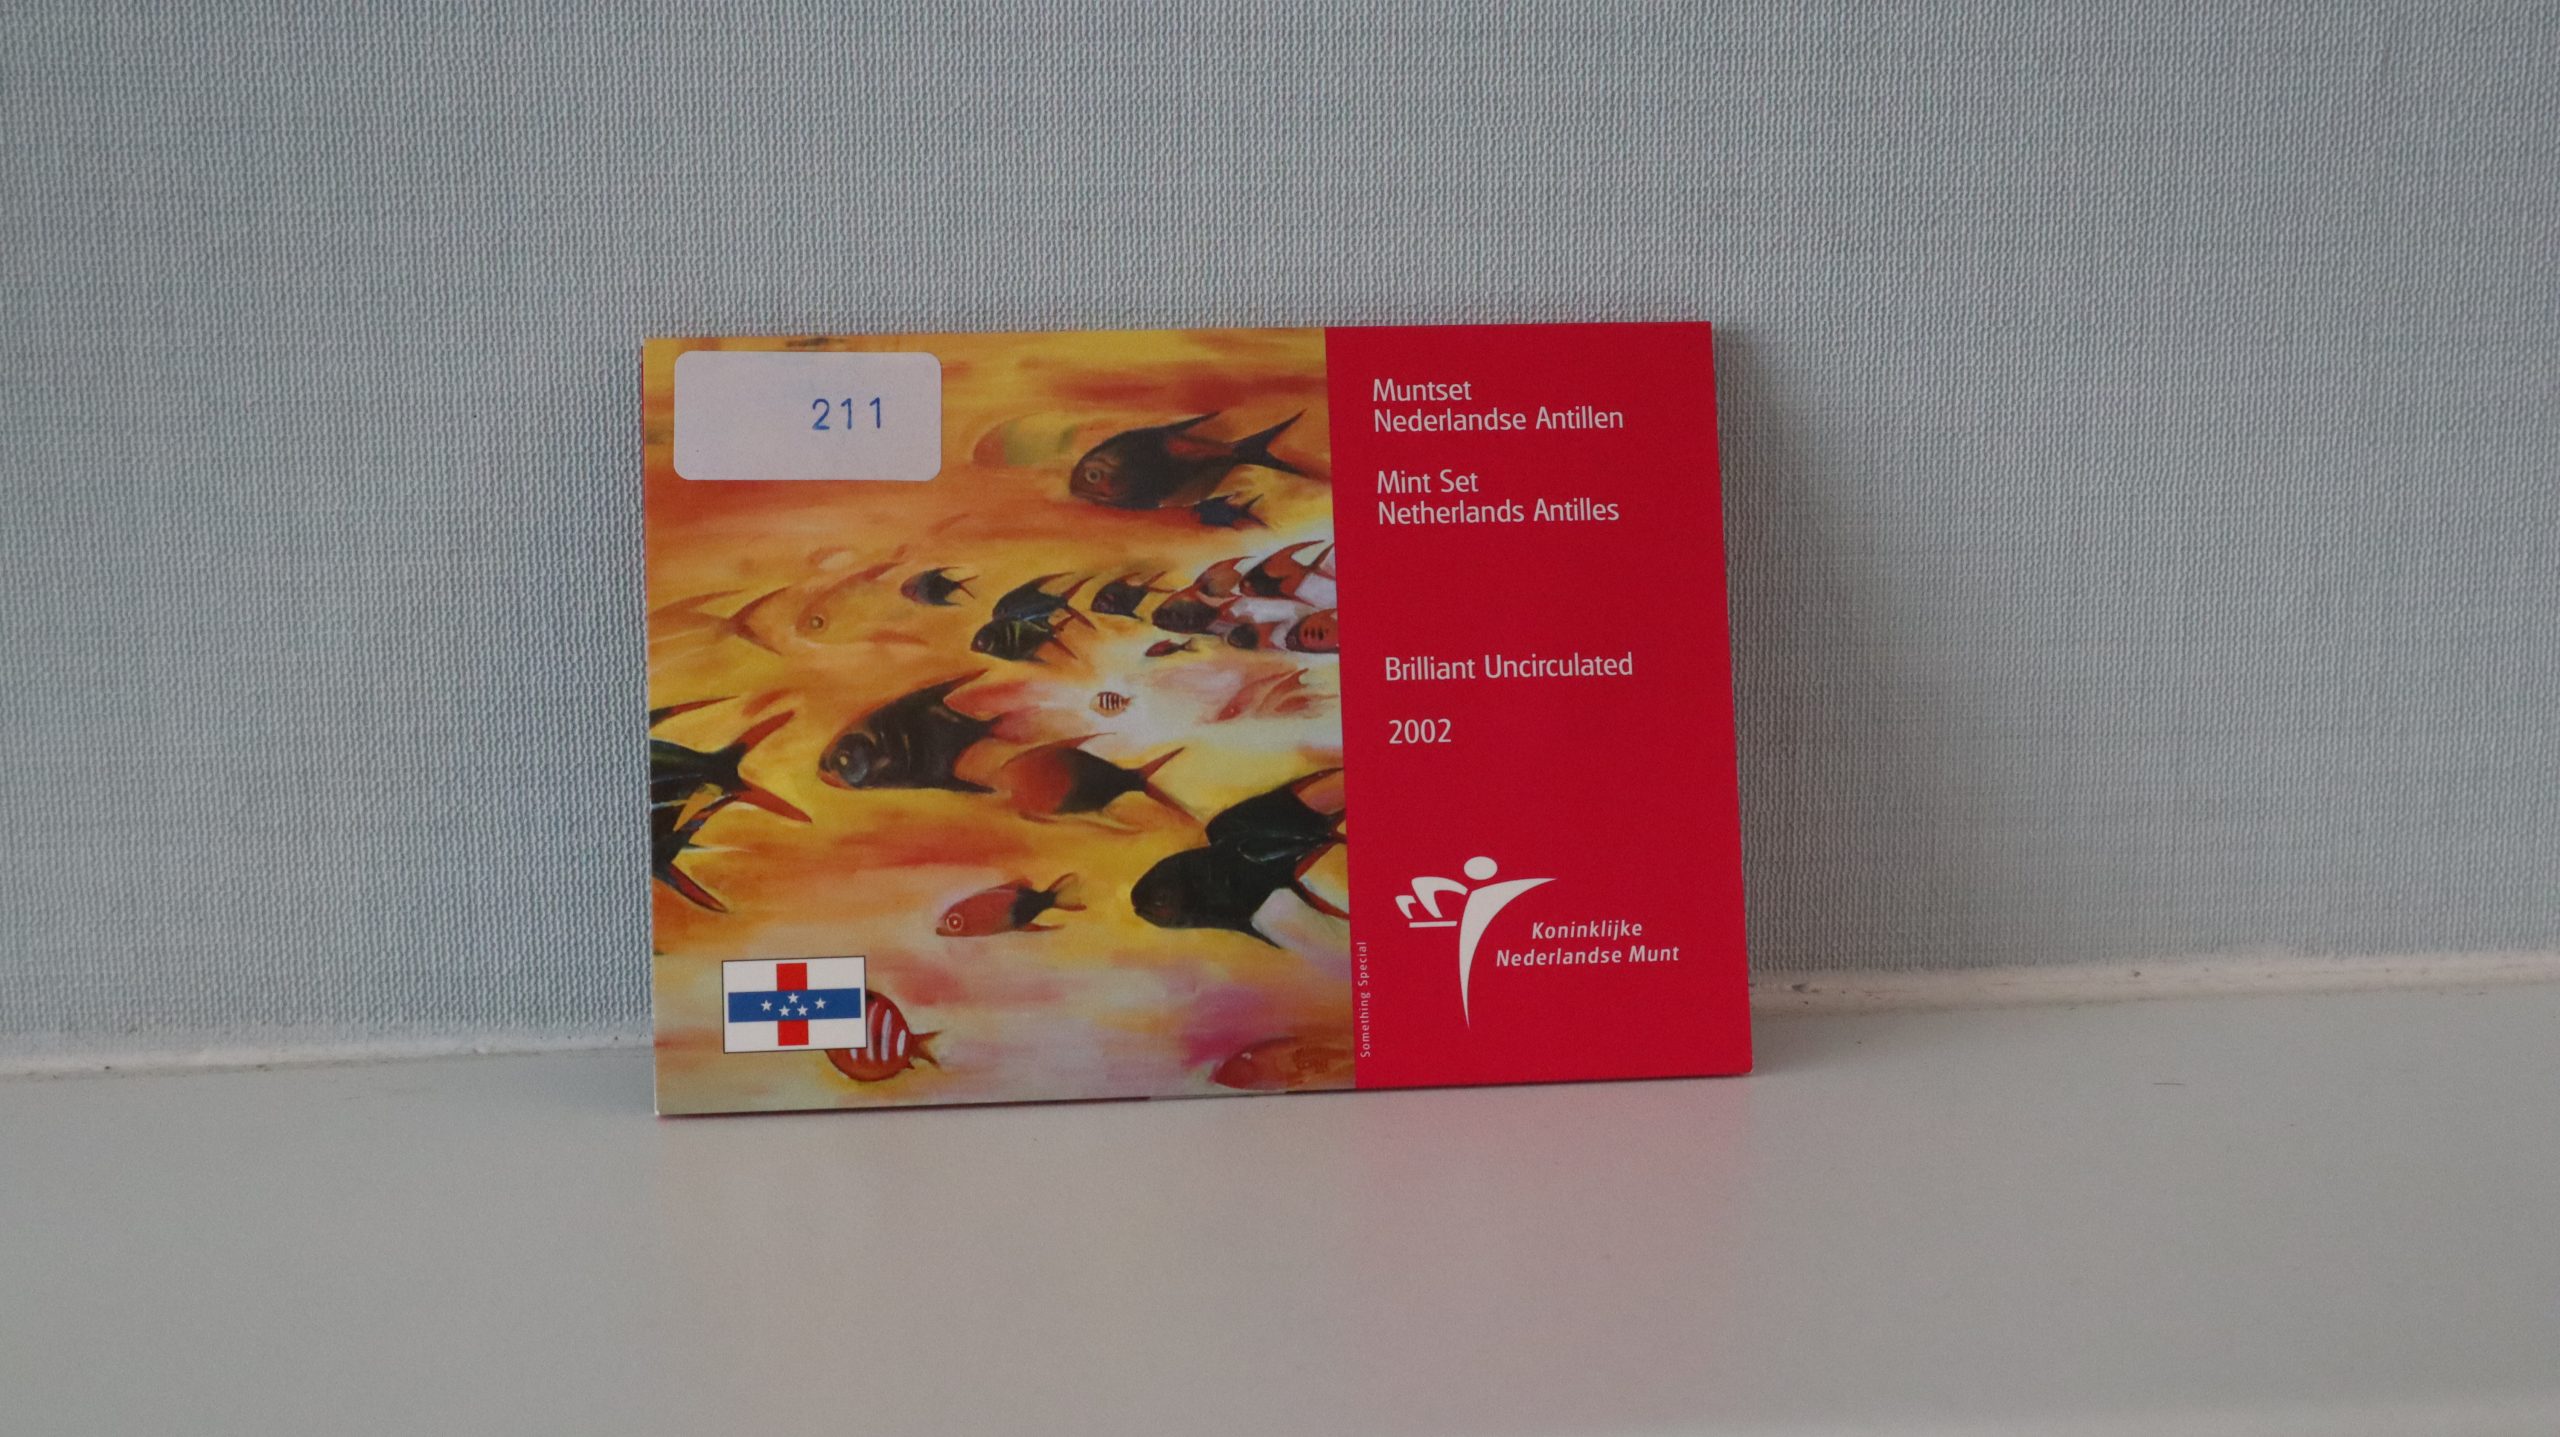 211
Muntset
Nederlandse Antillen
Mint Set
Netherlands Antilles
Brilliant Uncirculated
2002
Koninklijke
Nederlandse Munt
Something Special